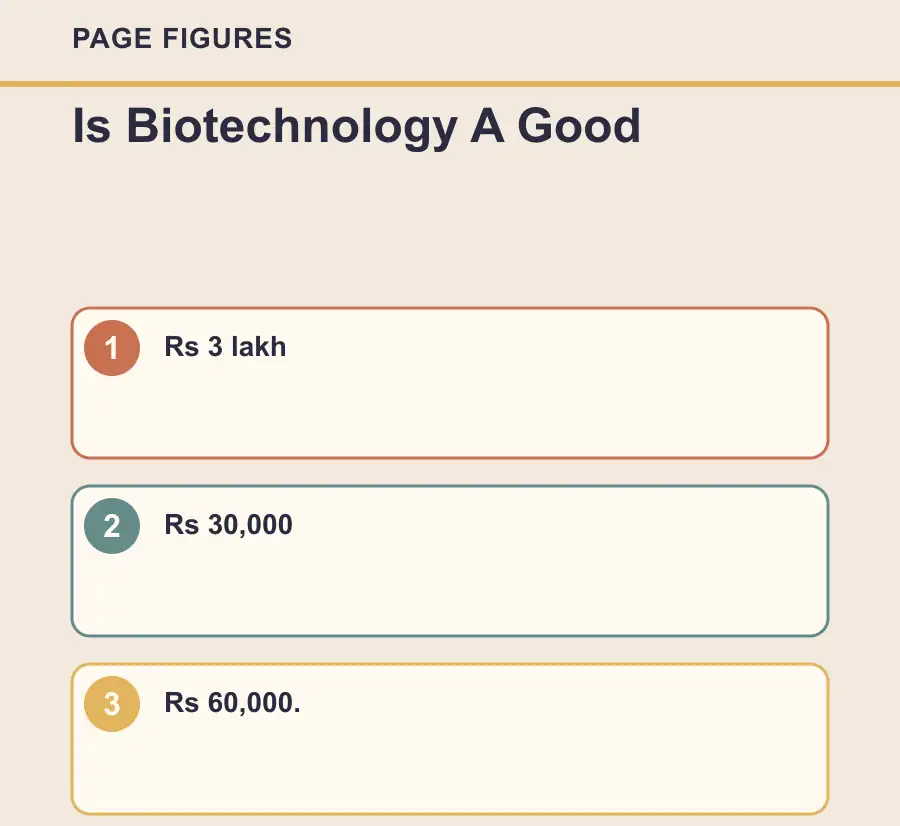 PAGE FIGURES
Is Biotechnology A Good
1 Rs 3 lakh
2 Rs 30,000
3 Rs 60,000.